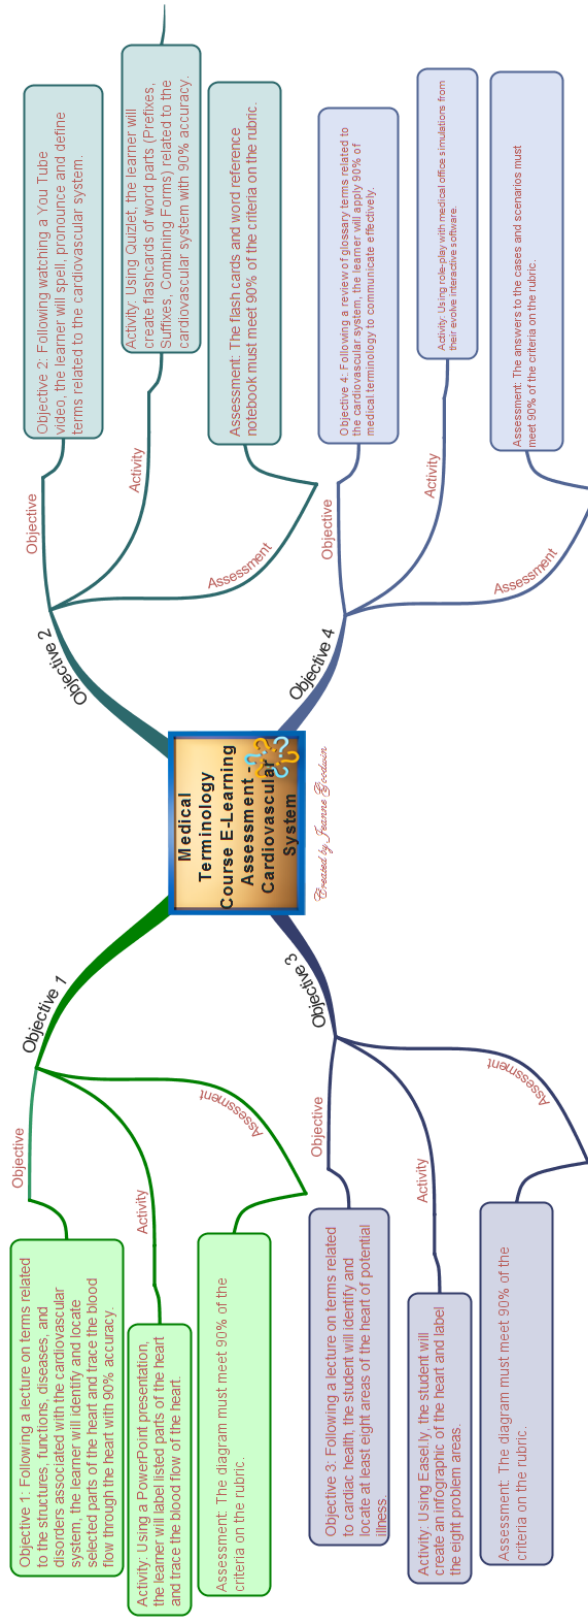 Medical
Terminology
Course E-Learning
Assessment -
Cardiovascular
System
Created by Jeanne Goodwin
Objective 1
Objective
Objective 1: Following a lecture on terms related
to the structures, functions, diseases, and
disorders associated with the cardiovascular
system, the learner will identify and locate
selected parts of the heart and trace the blood
flow through the heart with 90% accuracy.
Activity
Activity: Using a PowerPoint presentation,
the learner will label listed parts of the heart
and trace the blood flow of the heart.
Assessment
Assessment: The diagram must meet 90% of the
criteria on the rubric.
Objective 2
Objective
Objective 2: Following watching a You Tube
video, the learner will spell, pronounce and define
terms related to the cardiovascular system.
Activity
Activity: Using Quizlet, the learner will
create flashcards of word parts (Prefixes,
Suffixes, Combining Forms) related to the
cardiovascular system with 90% accuracy.
Assessment
Assessment: The flash cards and word reference
notebook must meet 90% of the criteria on the rubric.
Objective 3
Objective
Objective 3: Following a lecture on terms related
to cardiac health, the student will identify and
locate at least eight areas of the heart of potential
illness.
Activity
Activity: Using Easel.ly, the student will
create an infographic of the heart and label
the eight problem areas.
Assessment
Assessment: The diagram must meet 90% of the
criteria on the rubric.
Objective 4
Objective
Objective 4: Following a review of glossary terms related to
the cardiovascular system, the learner will apply 90% of
medical terminology to communicate effectively.
Activity
Activity: Using role-play with medical office simulations from
their evolve interactive software.
Assessment
Assessment: The answers to the cases and scenarios must
meet 90% of the criteria on the rubric.